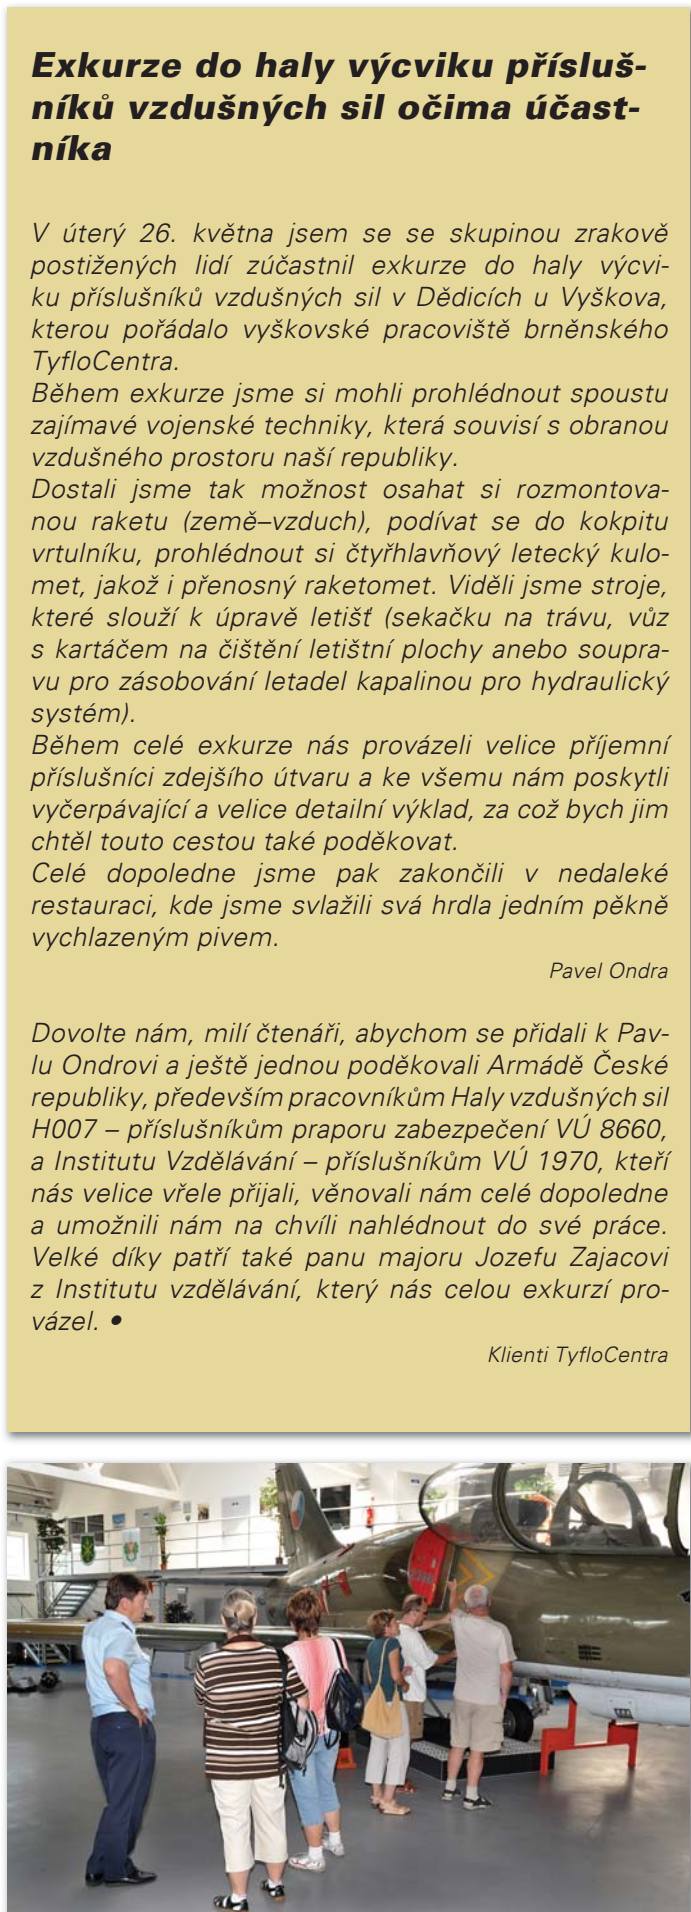 Exkurze do haly výcviku přísluš-
níků vzdušných sil očima účast-
níka
V úterý 26. května jsem se se skupinou zrakově
postižených lidí zúčastnil exkurze do haly výcvi-
ku příslušníků vzdušných sil v Dědicích u Vyškova,
kterou pořádalo vyškovské pracoviště brněnského
TyfloCentra.
Během exkurze jsme si mohli prohlédnout spoustu
zajímavé vojenské techniky, která souvisí s obranou
vzdušného prostoru naší republiky.
Dostali jsme tak možnost osahat si rozmontova-
nou raketu (země–vzduch), podívat se do kokpitu
vrtulníku, prohlédnout si čtyřhlavňový letecký kulo-
met, jakož i přenosný raketomet. Viděli jsme stroje,
které slouží k úpravě letišť (sekačku na trávu, vůz
s kartáčem na čištění letištní plochy anebo soupra-
vu pro zásobování letadel kapalinou pro hydraulický
systém).
Během celé exkurze nás provázeli velice příjemní
příslušníci zdejšího útvaru a ke všemu nám poskytli
vyčerpávající a velice detailní výklad, za což bych jim
chtěl touto cestou také poděkovat.
Celé dopoledne jsme pak zakončili v nedaleké
restauraci, kde jsme svlažili svá hrdla jedním pěkně
vychlazeným pivem.
Pavel Ondra
Dovolte nám, milí čtenáři, abychom se přidali k Pav-
lu Ondrovi a ještě jednou poděkovali Armádě České
republiky, především pracovníkům Haly vzdušných sil
H007 – příslušníkům praporu zabezpečení VÚ 8660,
a Institutu Vzdělávání – příslušníkům VÚ 1970, kteří
nás velice vřele přijali, věnovali nám celé dopoledne
a umožnili nám na chvíli nahlédnout do své práce.
Velké díky patří také panu majoru Jozefu Zajacovi
z Institutu vzdělávání, který nás celou exkurzí pro-
vázel. •
Klienti TyfloCentra